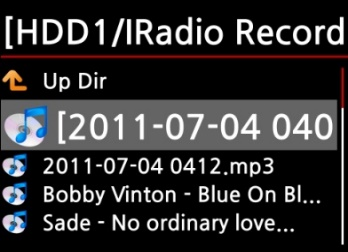 [HDD1/IRadio Record
Up Dir
[2011-07-04 040
2011-07-04 0412.mp3
Bobby Vinton - Blue On Bl...
Sade - No ordinary love...